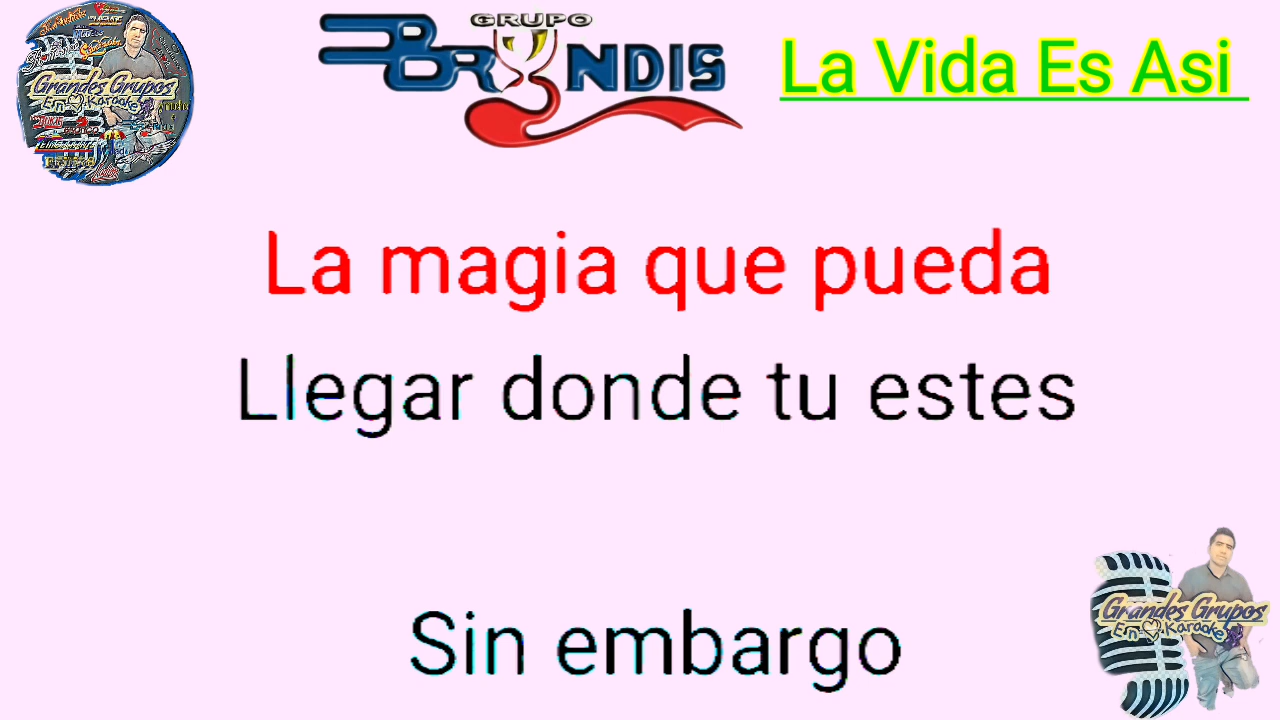 GRUPO
BRYNDIS
La Vida Es Asi
Grandes Grupos
En Karaoke
La magia que pueda
Llegar donde tu estes
Sin embargo
Grandes Grupos
En Karaoke